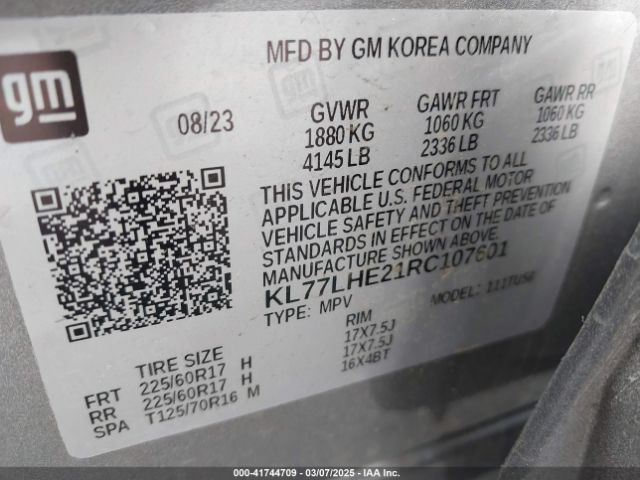 gm
MFD BY GM KOREA COMPANY
08/23
GVWR
1880 KG
4145 LB
GAWR FRT
1060 KG
2336 LB
GAWR RR
1060 KG
2336 LB
THIS VEHICLE CONFORMS TO ALL
APPLICABLE U.S. FEDERAL MOTOR
VEHICLE SAFETY AND THEFT PREVENTION
STANDARDS IN EFFECT ON THE DATE OF
MANUFACTURE SHOWN ABOVE.
KL77LHE21RC107601
TYPE: MPV
MODEL: 1TU58
TIRE SIZE
RIM
FRT 225/60R17 H 17X7.5J
RR 225/60R17 H 17X7.5J
SPA T125/70R16 M 16X4BT
000-41744709 - 03/07/2025 - IAA Inc.